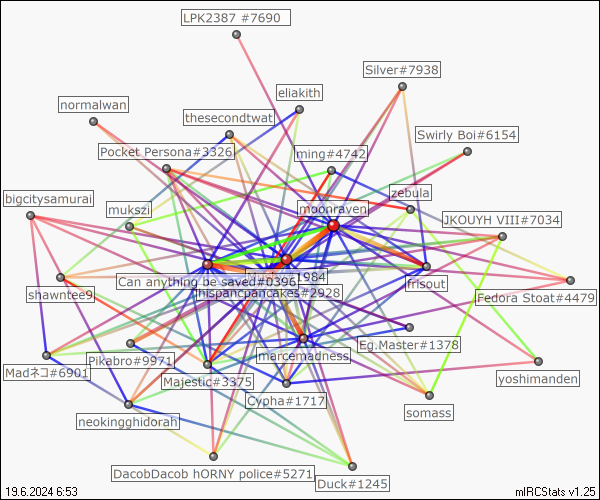 LPK2387 #7690
Silver#7938
eliakith
normalwan
thesecondtwat
Swirly Boi#6154
Pocket Persona#3326
ming#4742
zebula
bigcitysamurai
mukszi
moonraven
JKOUYH VIII#7034
1984
Can anything be saved#0396
frisout
shawntee9
thispancpancakes#2928
Fedora Stoat#4479
Eg.Master#1378
Pikabro#9971
marcemadness
Madネコ#6901
Majestic#3375
yoshimanden
Cypha#1717
somass
neokingghidorah
DacobDacob hORNY police#5271
Duck#1245
19.6.2024 6:53
mIRCStats v1.25